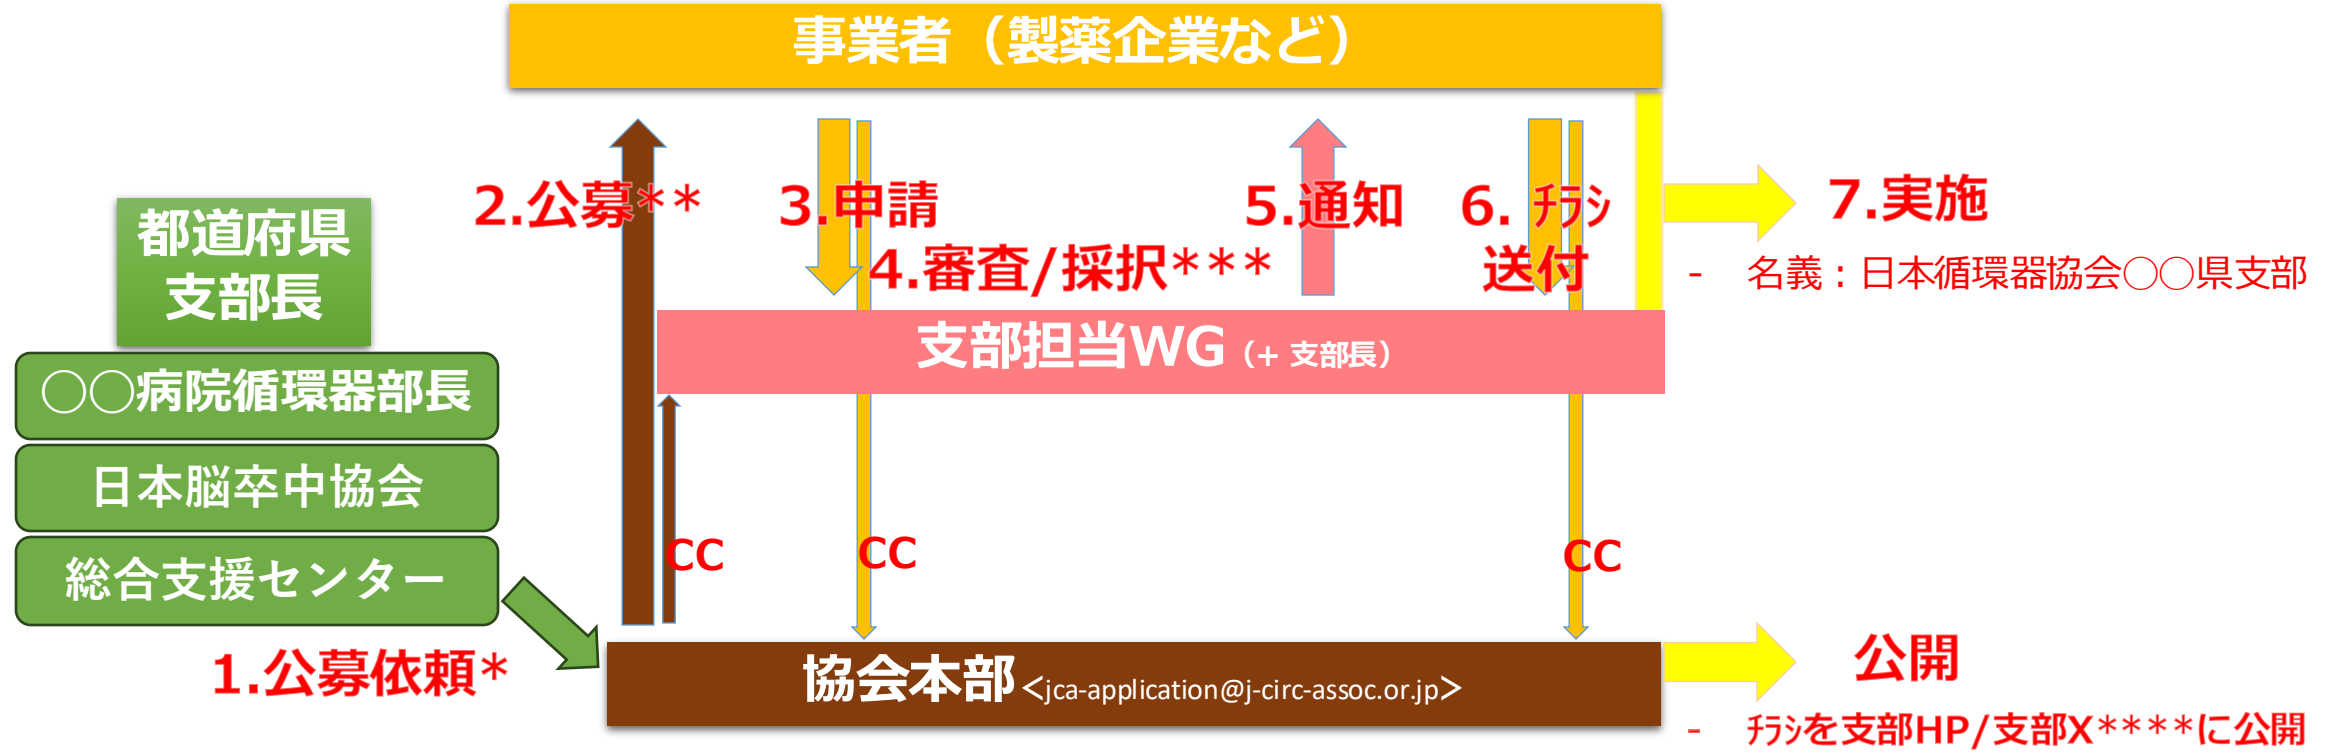 事業者（製薬企業など）
2.公募**
3.申請
5.通知
6. ﾁﾗｼ
送付
4.審査/採択***
7.実施
- 名義：日本循環器協会○○県支部
都道府県
支部長
○○病院循環器部長
日本脳卒中協会
総合支援センター
支部担当WG（+ 支部長）
CC
CC
CC
1.公募依頼*
協会本部<jca-application@j-circ-assoc.or.jp>
公開
- ﾁﾗｼを支部HP/支部X****に公開